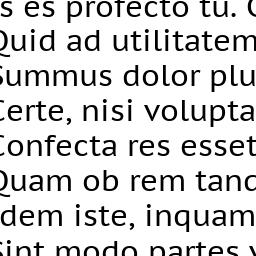 s es profecto tu. C
Quid ad utilitatem
Summus dolor plu
Certe, nisi volupta
Confecta res esset
Quam ob rem tand
dem iste, inquam
Sint modo partes v